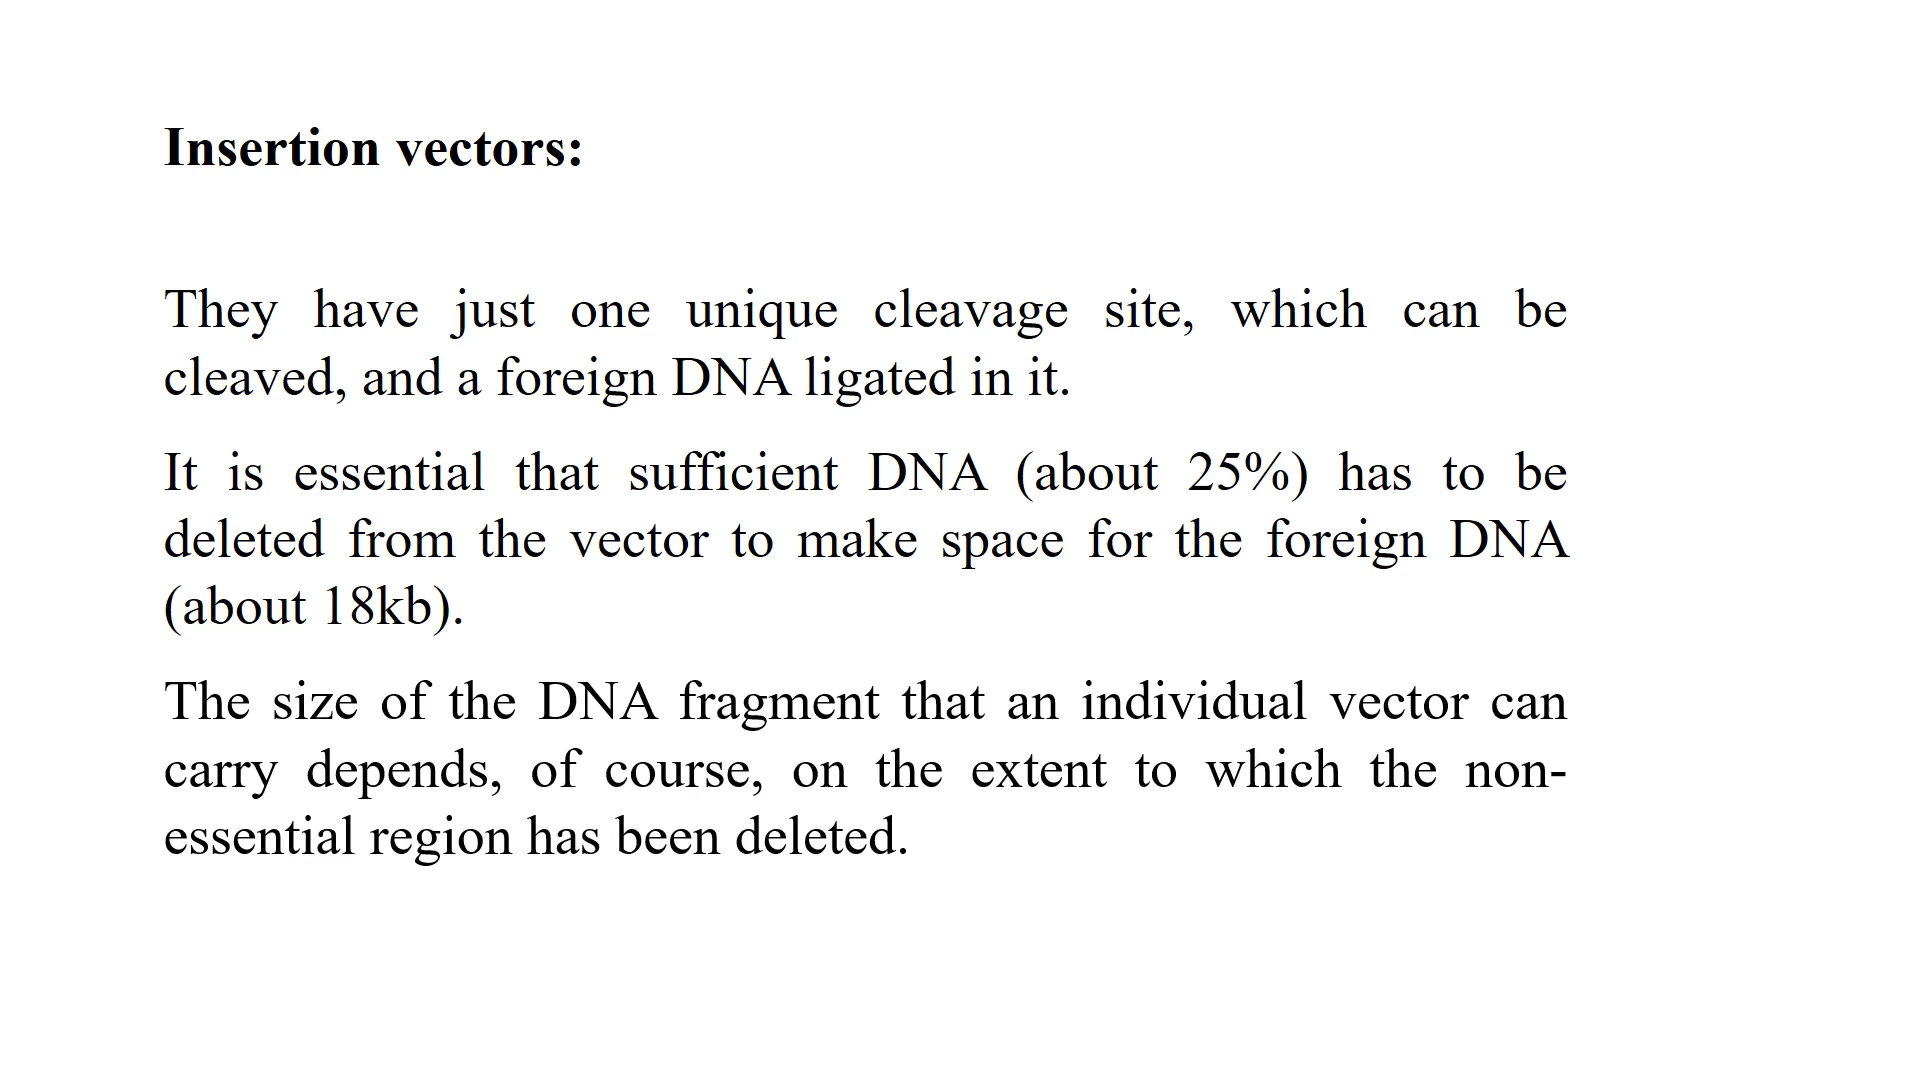 Insertion vectors:
They have just one unique cleavage site, which can be
cleaved, and a foreign DNA ligated in it.
It is essential that sufficient DNA (about 25%) has to be
deleted from the vector to make space for the foreign DNA
(about 18kb).
The size of the DNA fragment that an individual vector can
carry depends, of course, on the extent to which the non-
essential region has been deleted.